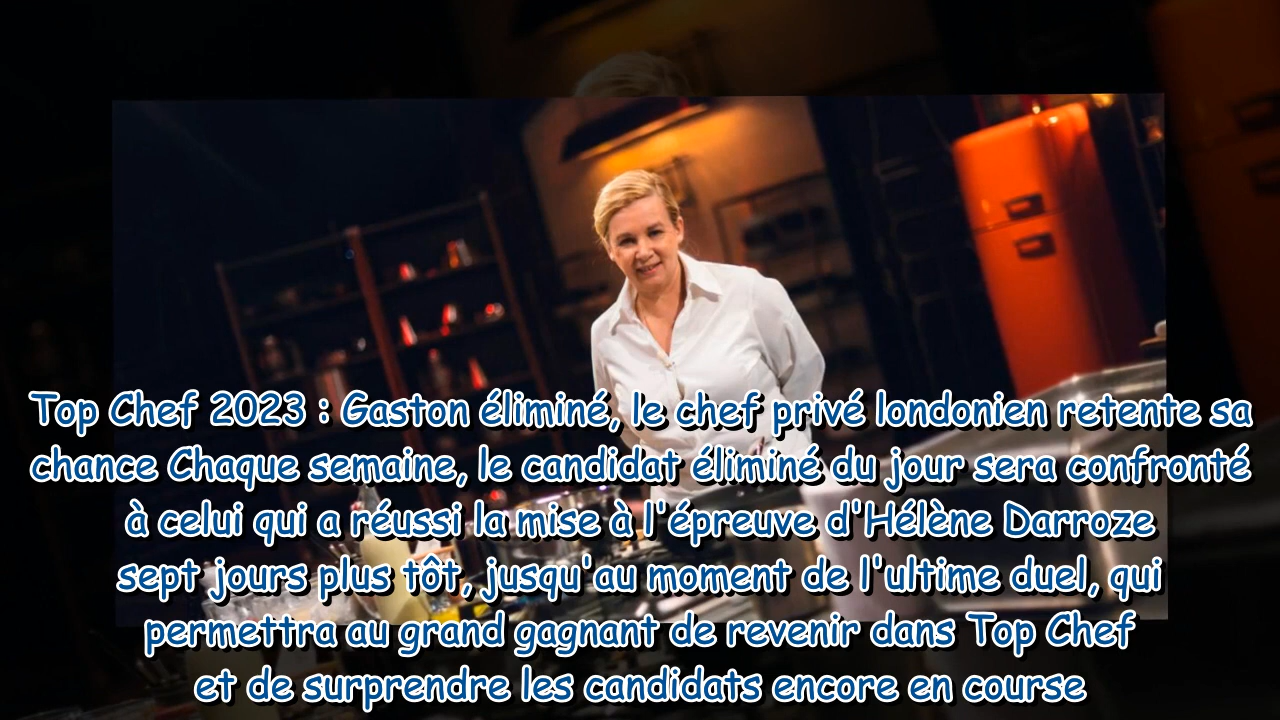 Top Chef 2023 : Gaston éliminé, le chef privé londonien retente sa
chance Chaque semaine, le candidat éliminé du jour sera confronté
à celui qui a réussi la mise à l'épreuve d'Hélène Darroze
sept jours plus tôt, jusqu'au moment de l'ultime duel, qui
permettra au grand gagnant de revenir dans Top Chef
et de surprendre les candidats encore en course